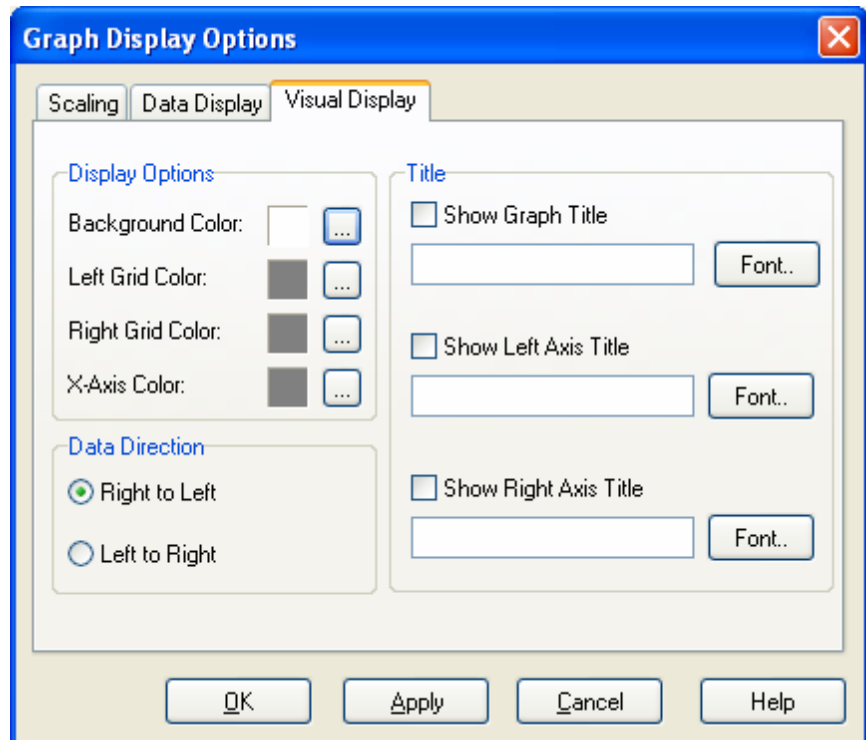 Graph Display Options
Scaling Data Display Visual Display
Display Options
Background Color: ...
Left Grid Color: ...
Right Grid Color: ...
X-Axis Color: ...
Data Direction
Right to Left
Left to Right
Title
Show Graph Title
Font..
Show Left Axis Title
Font..
Show Right Axis Title
Font..
OK Apply Cancel Help